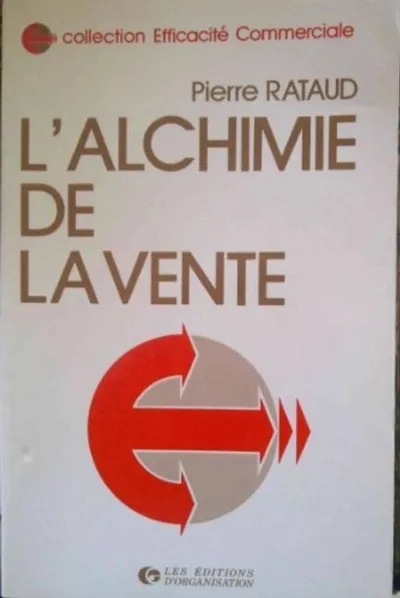 collection Efficacité Commerciale
Pierre RATAUD
L'ALCHIMIE
DE
LA VENTE
LES ÉDITIONS
D'ORGANISATION